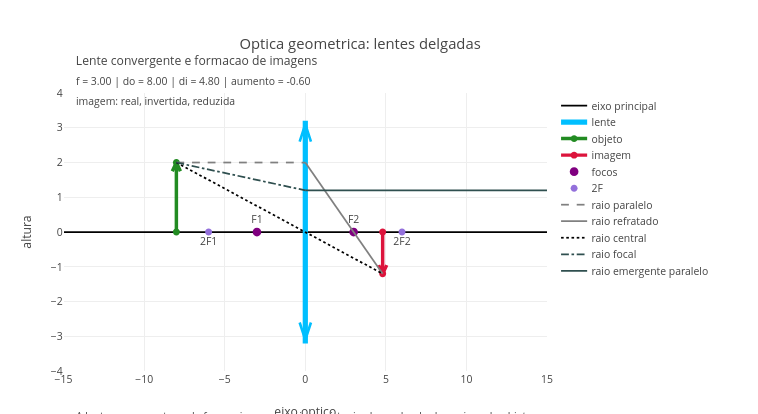 Optica geometrica: lentes delgadas
Lente convergente e formacao de imagens
f = 3.00 | do = 8.00 | di = 4.80 | aumento = -0.60
imagem: real, invertida, reduzida
altura
4
3
2
1
0
−1
−2
−3
−4
−15
−10
−5
0
5
10
15
F1
F2
2F1
2F2
eixo principal
lente
objeto
imagem
focos
2F
raio paralelo
raio refratado
raio central
raio focal
raio emergente paralelo
eixo optico